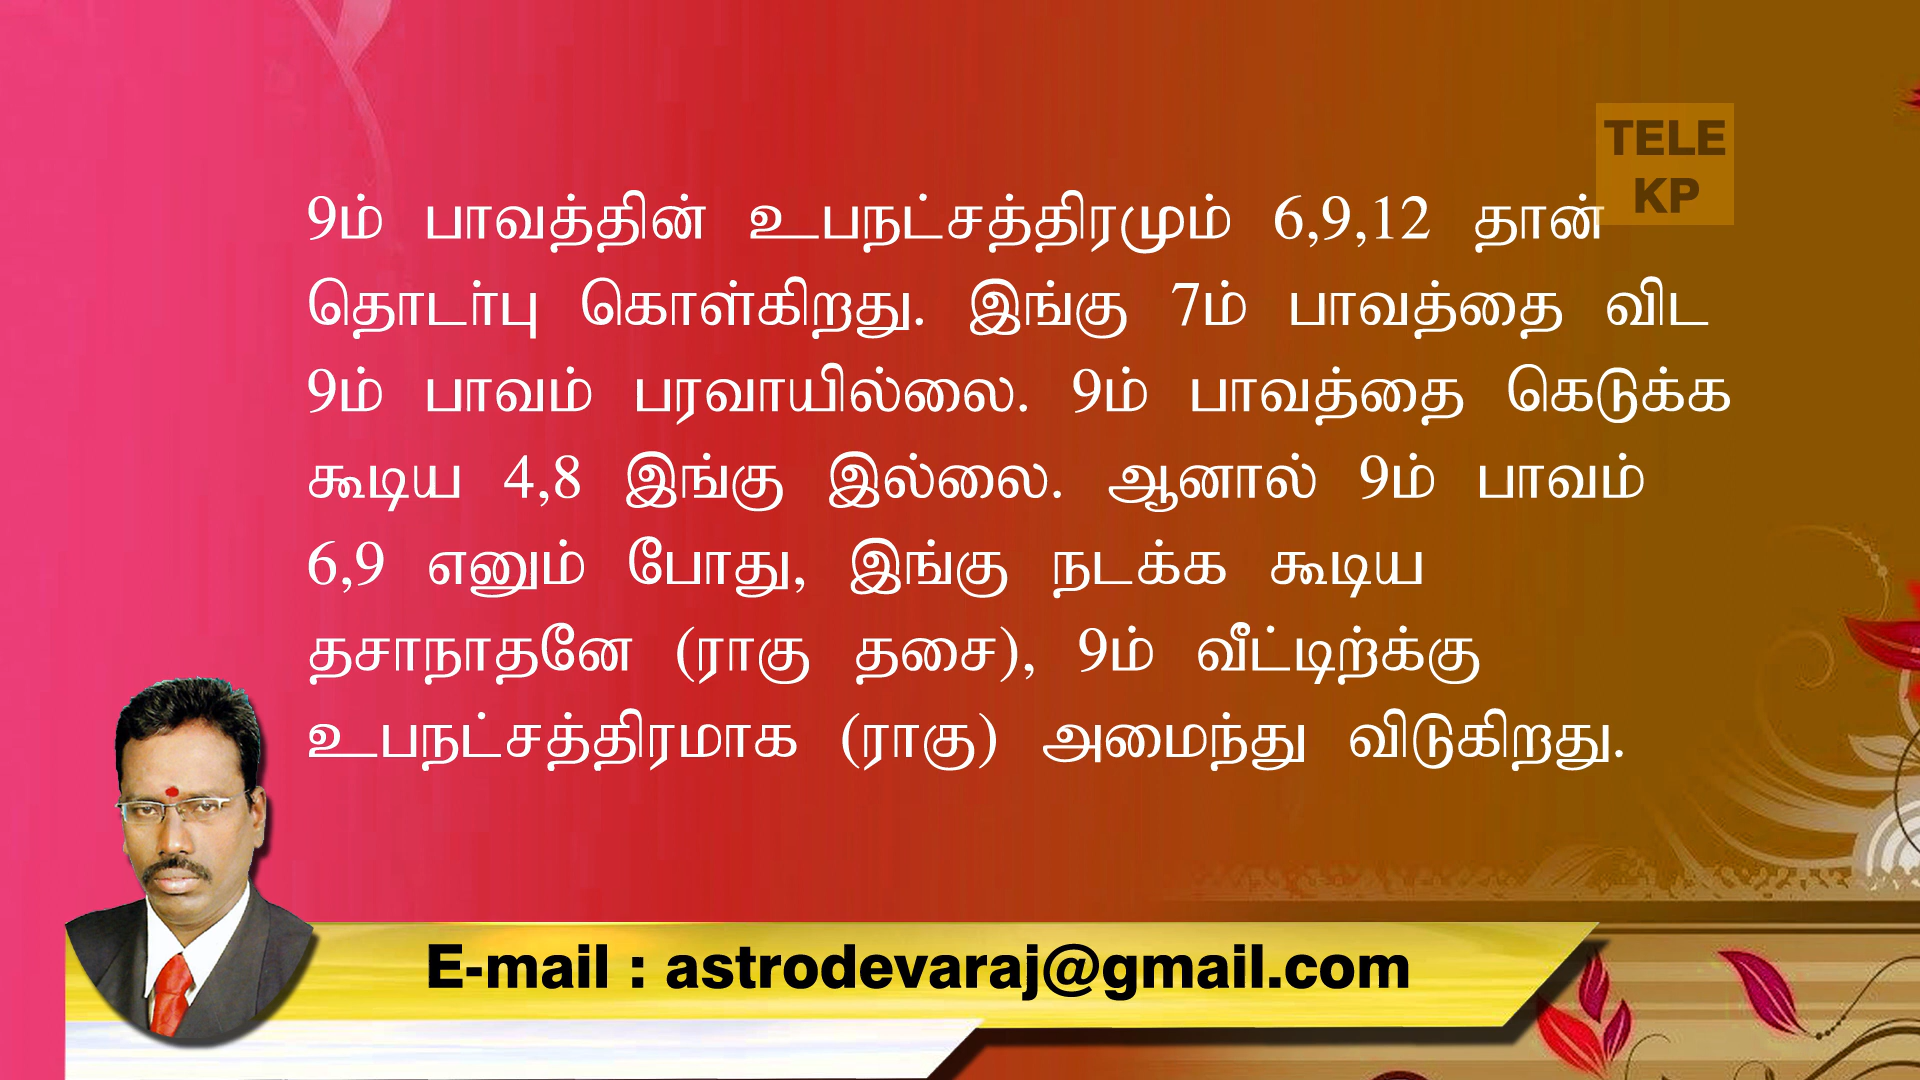 TELE
KP
9ம் பாவத்தின் உபநட்சத்திரமும் 6,9,12 தான்
தொடர்பு கொள்கிறது. இங்கு 7ம் பாவத்தை விட
9ம் பாவம் பரவாயில்லை. 9ம் பாவத்தை கெடுக்க
கூடிய 4,8 இங்கு இல்லை. ஆனால் 9ம் பாவம்
6,9 எனும் போது, இங்கு நடக்க கூடிய
தசாநாதனே (ராகு தசை), 9ம் வீட்டிற்க்கு
உபநட்சத்திரமாக (ராகு) அமைந்து விடுகிறது.
E-mail : astrodevaraj@gmail.com